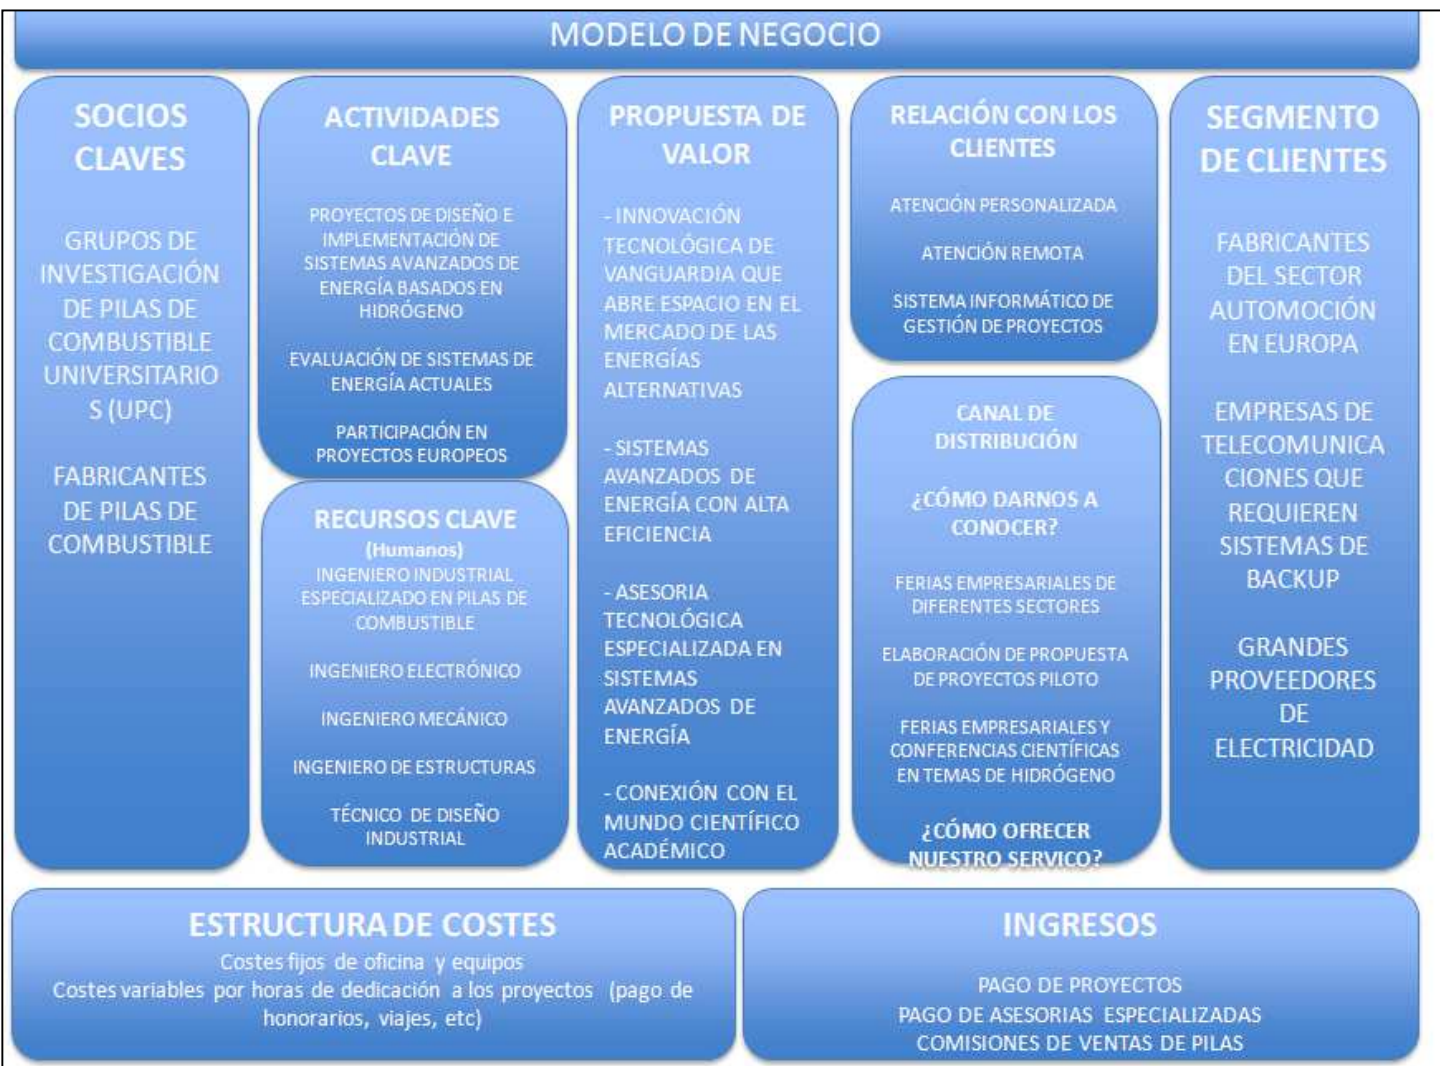 MODELO DE NEGOCIO
SOCIOS
CLAVES
GRUPOS DE
INVESTIGACIÓN
DE PILAS DE
COMBUSTIBLE
UNIVERSITARIO
S (UPC)
FABRICANTES
DE PILAS DE
COMBUSTIBLE
ACTIVIDADES
CLAVE
PROYECTOS DE DISEÑO E
IMPLEMENTACIÓN DE
SISTEMAS AVANZADOS DE
ENERGÍA BASADOS EN
HIDRÓGENO
EVALUACIÓN DE SISTEMAS DE
ENERGÍA ACTUALES
PARTICIPACIÓN EN
PROYECTOS EUROPEOS
RECURSOS CLAVE
(Humanos)
INGENIERO INDUSTRIAL
ESPECIALIZADO EN PILAS DE
COMBUSTIBLE
INGENIERO ELECTRÓNICO
INGENIERO MECÁNICO
INGENIERO DE ESTRUCTURAS
TÉCNICO DE DISEÑO
INDUSTRIAL
PROPUESTA DE
VALOR
- INNOVACIÓN
TECNOLÓGICA DE
VANGUARDIA QUE
ABRE ESPACIO EN EL
MERCADO DE LAS
ENERGÍAS
ALTERNATIVAS
- SISTEMAS
AVANZADOS DE
ENERGÍA CON ALTA
EFICIENCIA
- ASESORIA
TECNOLÓGICA
ESPECIALIZADA EN
SISTEMAS
AVANZADOS DE
ENERGÍA
- CONEXIÓN CON EL
MUNDO CIENTÍFICO
ACADÉMICO
RELACIÓN CON LOS
CLIENTES
ATENCIÓN PERSONALIZADA
ATENCIÓN REMOTA
SISTEMA INFORMÁTICO DE
GESTIÓN DE PROYECTOS
CANAL DE
DISTRIBUCIÓN
¿CÓMO DARNOS A
CONOCER?
FERIAS EMPRESARIALES DE
DIFERENTES SECTORES
ELABORACIÓN DE PROPUESTA
DE PROYECTOS PILOTO
FERIAS EMPRESARIALES Y
CONFERENCIAS CIENTÍFICAS
EN TEMAS DE HIDRÓGENO
¿CÓMO OFRECER
NUESTRO SERVICO?
SEGMENTO
DE CLIENTES
FABRICANTES
DEL SECTOR
AUTOMOCIÓN
EN EUROPA
EMPRESAS DE
TELECOMUNICA
CIONES QUE
REQUIEREN
SISTEMAS DE
BACKUP
GRANDES
PROVEEDORES
DE
ELECTRICIDAD
ESTRUCTURA DE COSTES
Costes fijos de oficina y equipos
Costes variables por horas de dedicación a los proyectos (pago de
honorarios, viajes, etc)
INGRESOS
PAGO DE PROYECTOS
PAGO DE ASESORIAS ESPECIALIZADAS
COMISIONES DE VENTAS DE PILAS